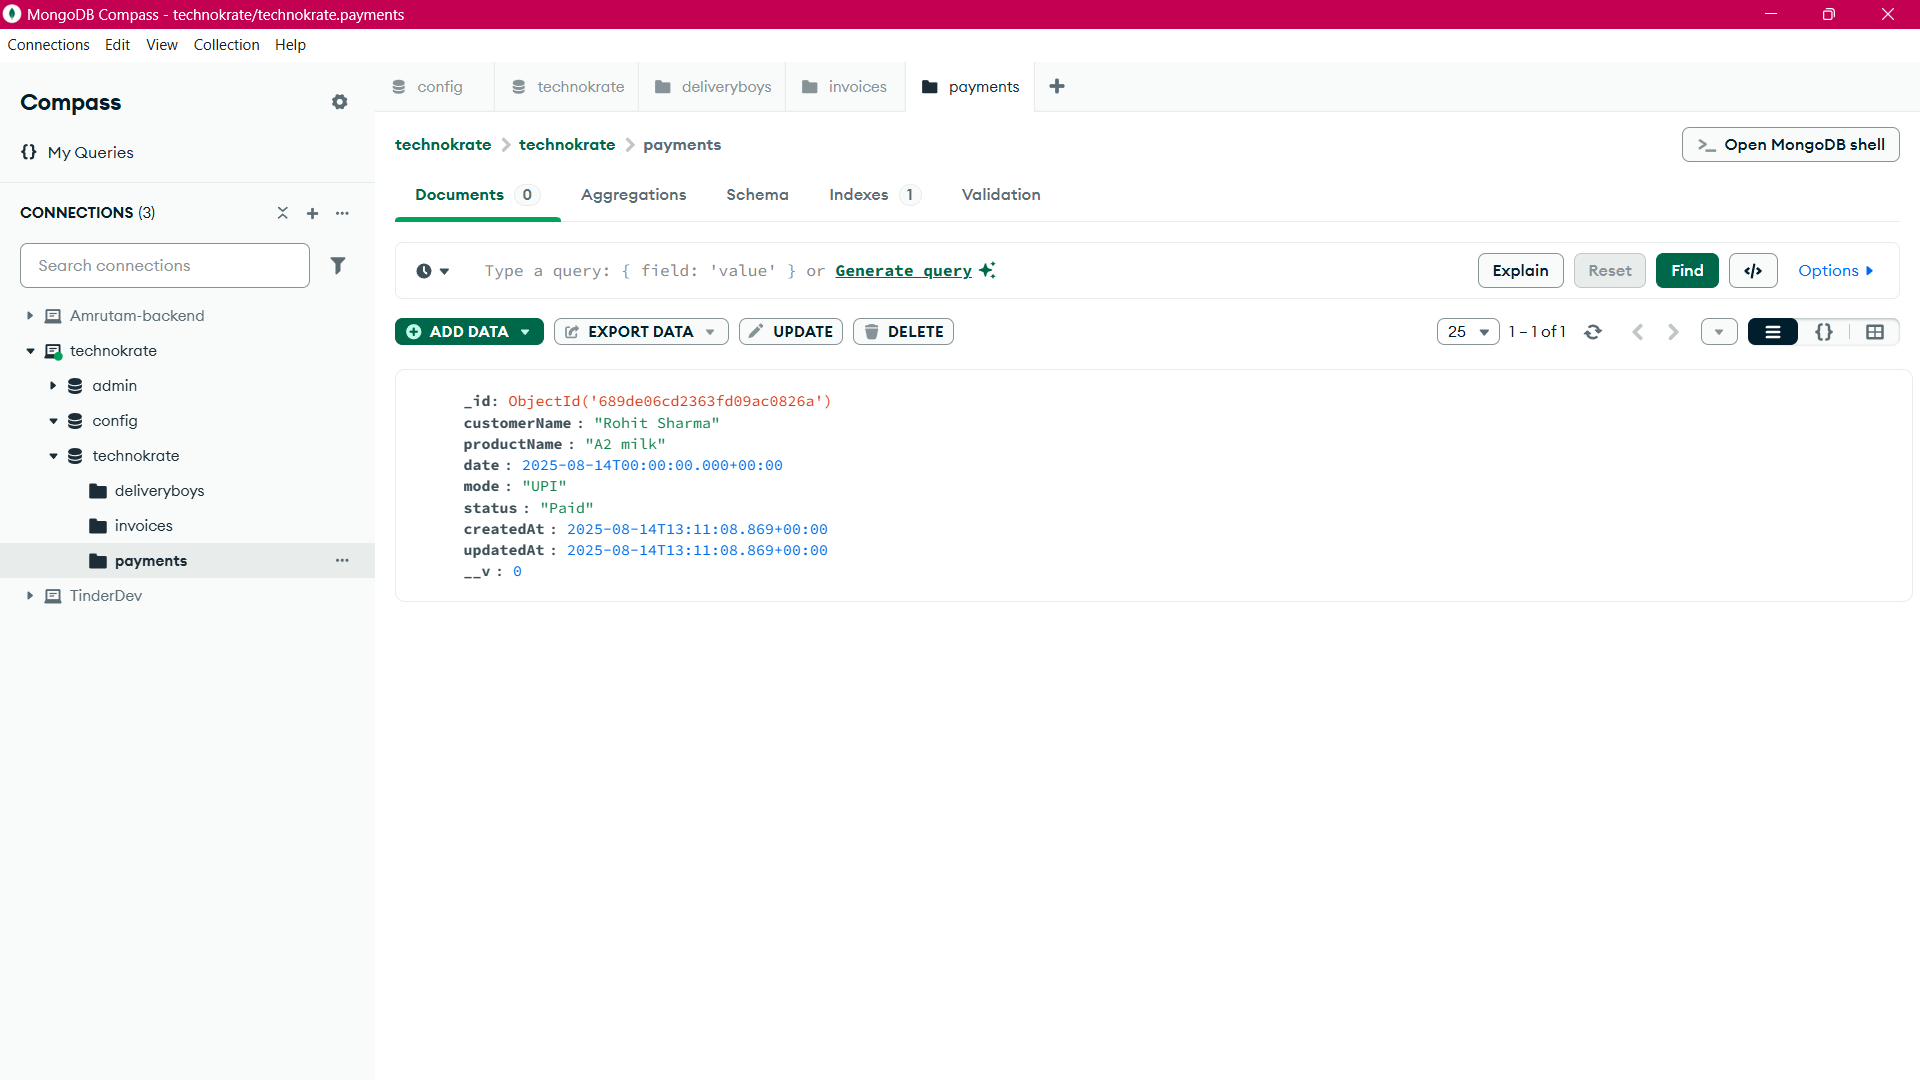 MongoDB Compass - technokrate/technokrate.payments
Connections Edit View Collection Help
Compass
{} My Queries
CONNECTIONS (3)
Search connections
Amrutam-backend
technokrate
admin
config
technokrate
deliveryboys
invoices
payments
TinderDev
config technokrate deliveryboys invoices payments
technokrate > technokrate > payments
>_ Open MongoDB shell
Documents 0 Aggregations Schema Indexes 1 Validation
Type a query: { field: 'value' } or Generate query
Explain Reset Find </> Options
ADD DATA EXPORT DATA UPDATE DELETE
25 1 – 1 of 1 {}
_id: ObjectId('689de06cd2363fd09ac0826a')
customerName : "Rohit Sharma"
productName : "A2 milk"
date : 2025-08-14T00:00:00.000+00:00
mode : "UPI"
status : "Paid"
createdAt : 2025-08-14T13:11:08.869+00:00
updatedAt : 2025-08-14T13:11:08.869+00:00
__v : 0